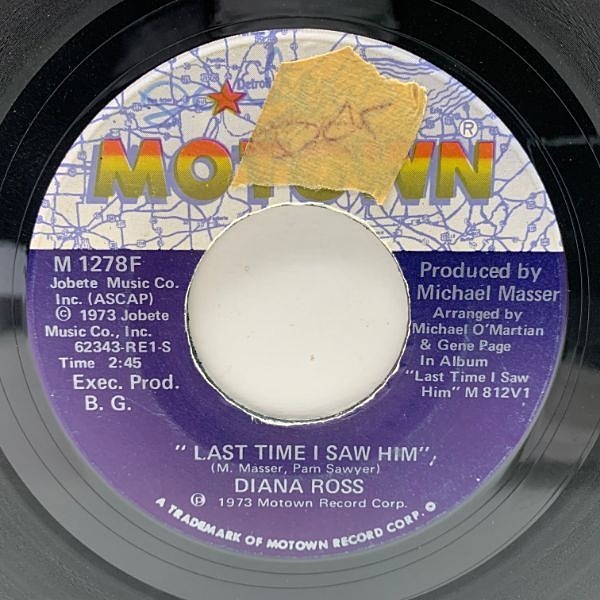 Detroit
MOTOWN®
M 1278F
Jobete Music Co.
Inc. (ASCAP)
© 1973 Jobete
Music Co., Inc.
62343-RE1-S
Time 2:45
Exec. Prod.
B. G.
Produced by
Michael Masser
Arranged by
Michael O'Martian
& Gene Page
In Album
"Last Time I Saw
Him" M 812V1
"LAST TIME I SAW HIM"
(M. Masser, Pam Sawyer)
DIANA ROSS
℗ 1973 Motown Record Corp.
A TRADEMARK OF MOTOWN RECORD CORP.